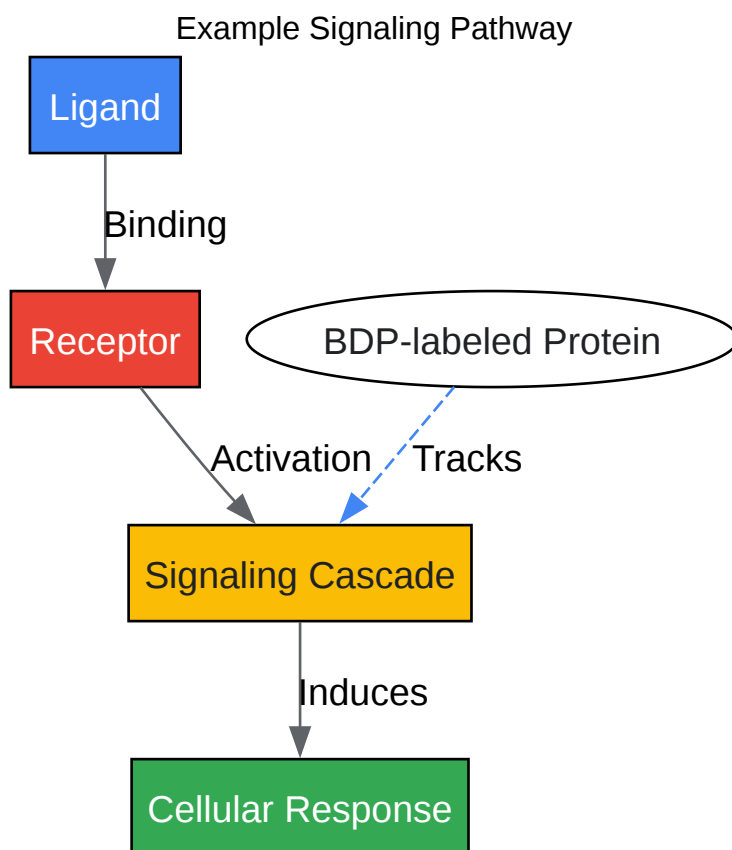 Example Signaling Pathway
Ligand
Binding
Receptor
BDP-labeled Protein
Activation
Tracks
Signaling Cascade
Induces
Cellular Response